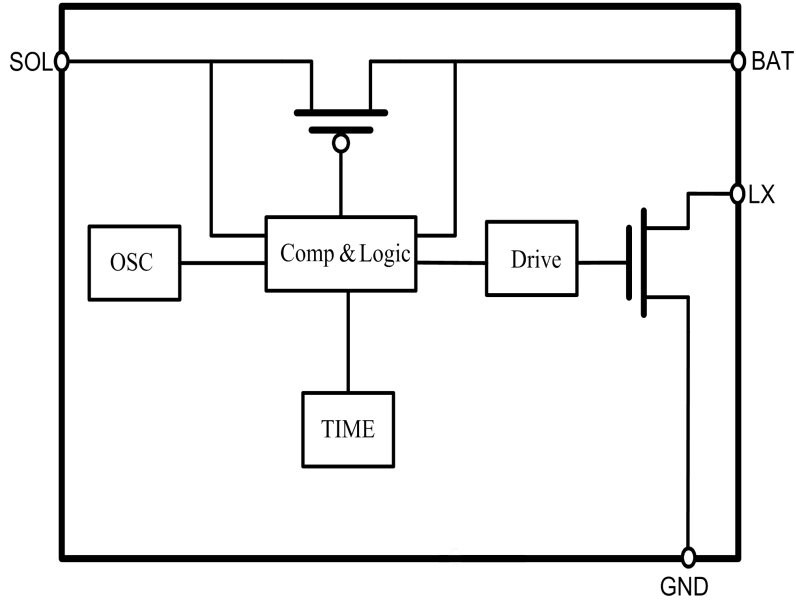 SOL
BAT
LX
OSC
Comp & Logic
Drive
TIME
GND